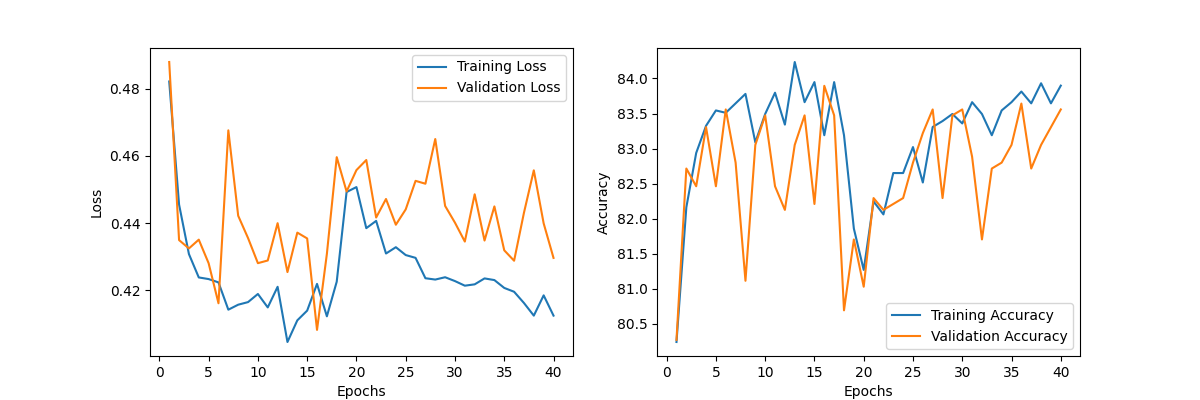 Training Loss
Validation Loss
0.48
0.46
0.44
0.42
Loss
0 5 10 15 20 25 30 35 40
Epochs
84.0
83.5
83.0
82.5
82.0
81.5
81.0
80.5
Accuracy
Training Accuracy
Validation Accuracy
0 5 10 15 20 25 30 35 40
Epochs